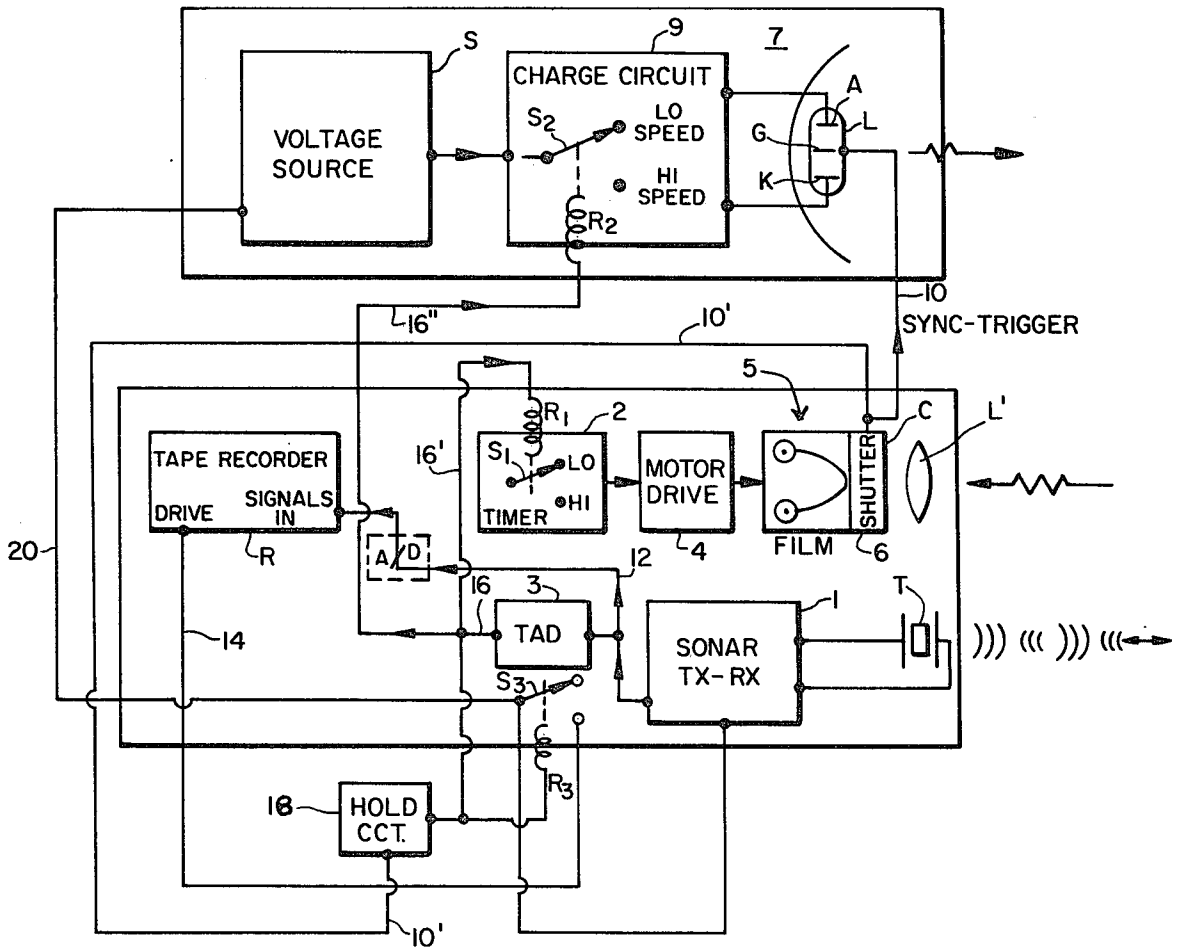 S
9
7
VOLTAGE
SOURCE
CHARGE CIRCUIT
S2
LO
SPEED
HI
SPEED
R2
A
L
G
K
16"
10'
10
SYNC-TRIGGER
5
C
L'
R1
2
16'
TAPE RECORDER
SIGNALS
IN
DRIVE
R
S1
LO
HI
TIMER
MOTOR
DRIVE
4
SHUTTER
FILM
6
20
A/D
12
14
16
3
TAD
1
SONAR
TX-RX
T
S3
R3
18
HOLD
CCT.
10'